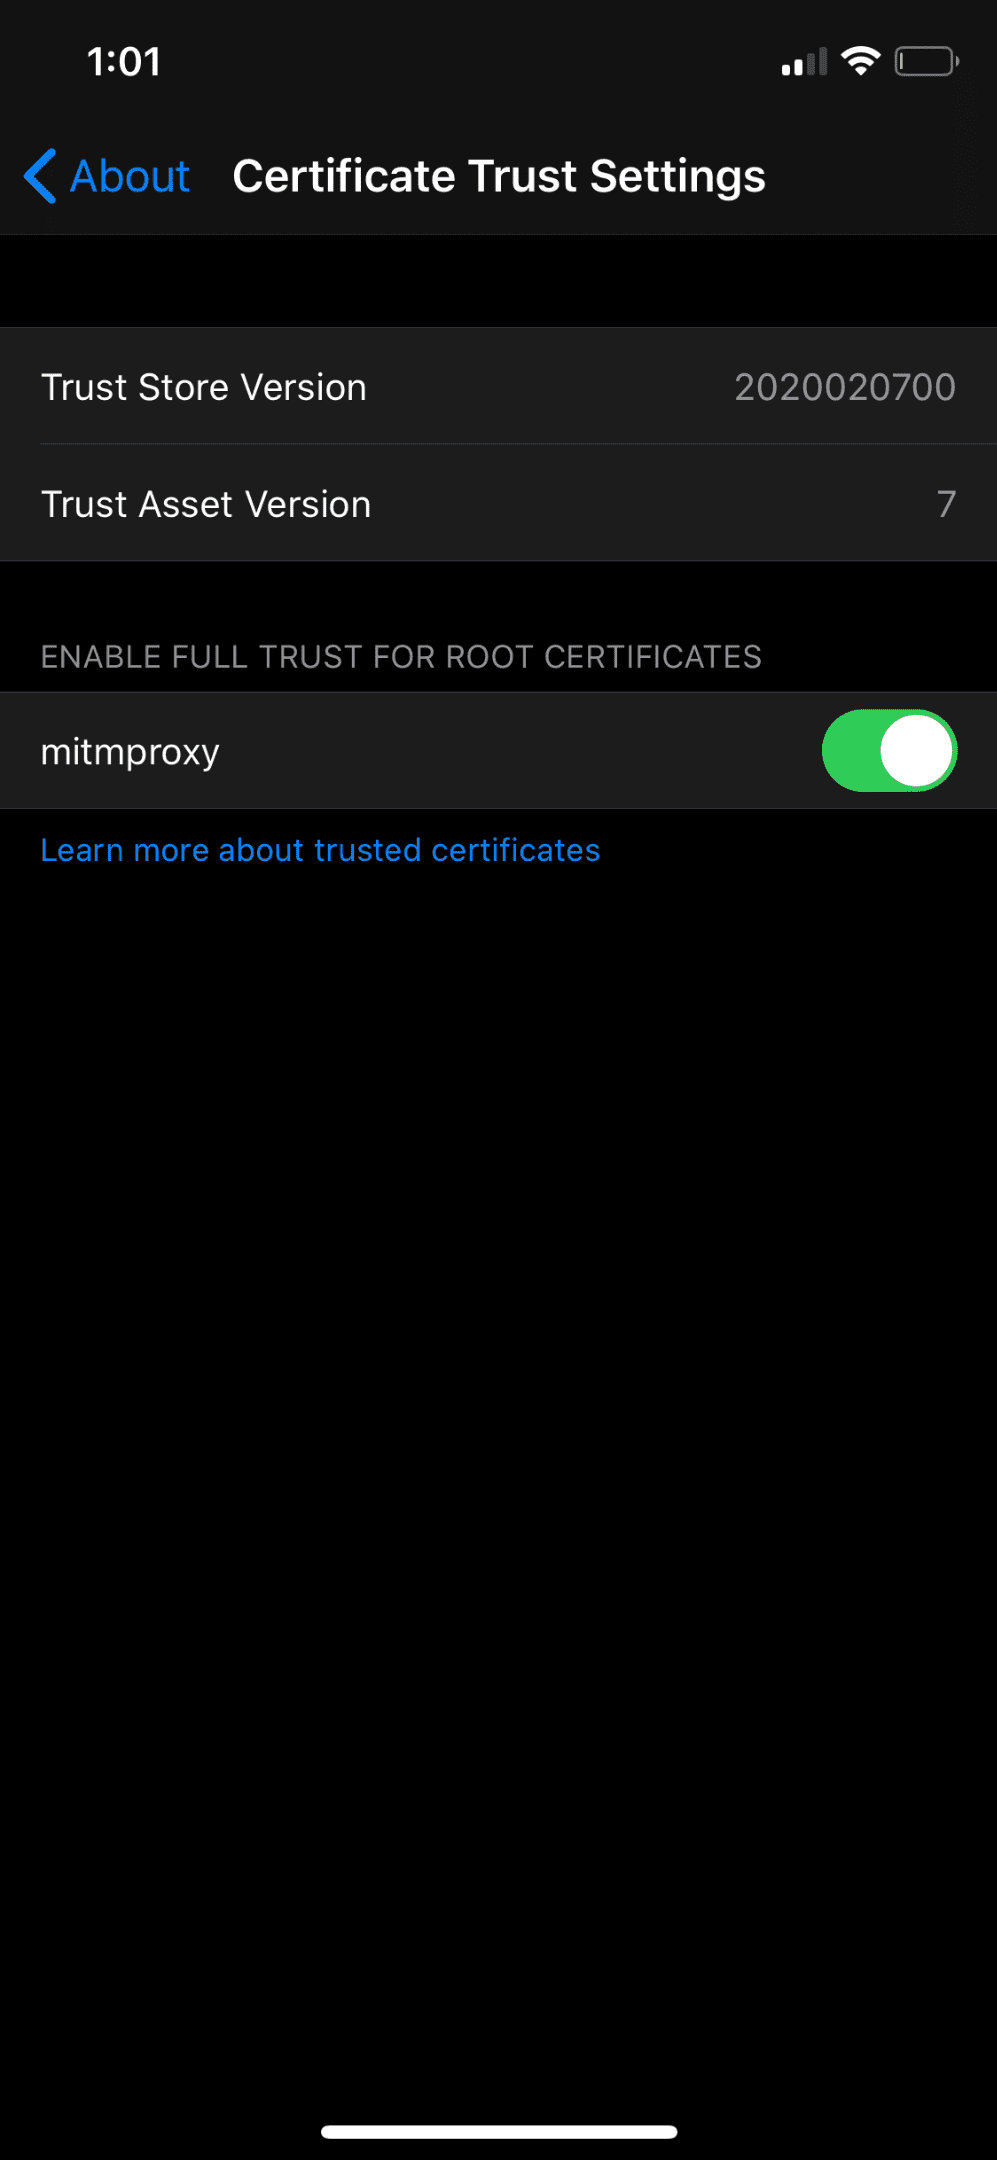 1:01
About Certificate Trust Settings
Trust Store Version 2020020700
Trust Asset Version 7
ENABLE FULL TRUST FOR ROOT CERTIFICATES
mitmproxy
Learn more about trusted certificates